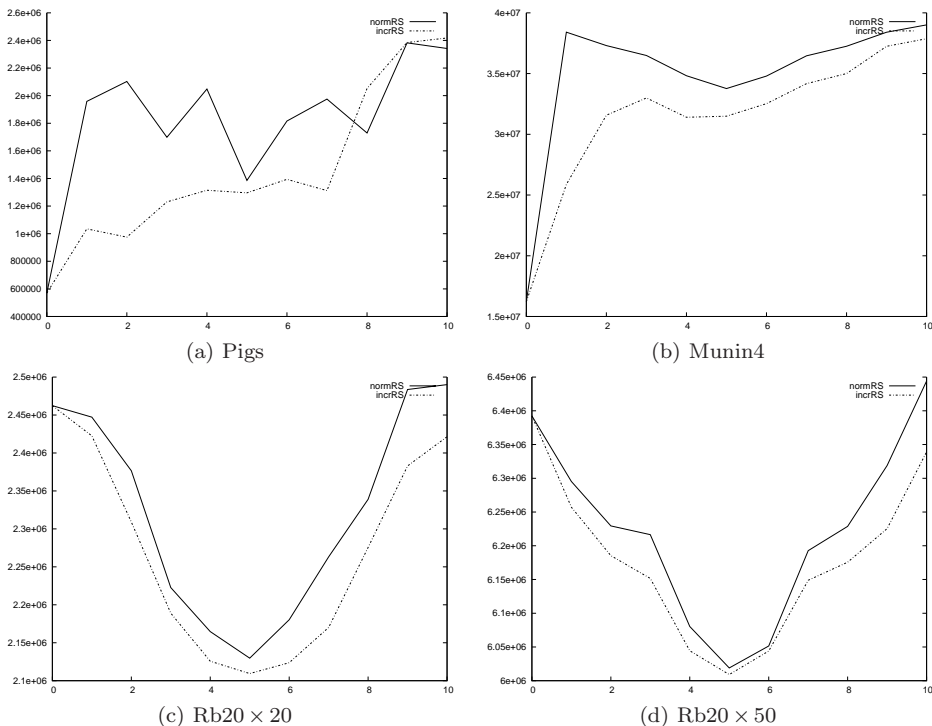 2.6e+06
2.4e+06
2.2e+06
2e+06
1.8e+06
1.6e+06
1.4e+06
1.2e+06
1e+06
800000
600000
400000
0 2 4 6 8 10
normRS
incrRS
(a) Pigs
4e+07
3.5e+07
3e+07
2.5e+07
2e+07
1.5e+07
0 2 4 6 8 10
normRS
incrRS
(b) Munin4
2.5e+06
2.45e+06
2.4e+06
2.35e+06
2.3e+06
2.25e+06
2.2e+06
2.15e+06
2.1e+06
0 2 4 6 8 10
normRS
incrRS
(c) Rb20 × 20
6.45e+06
6.4e+06
6.35e+06
6.3e+06
6.25e+06
6.2e+06
6.15e+06
6.1e+06
6.05e+06
6e+06
0 2 4 6 8 10
normRS
incrRS
(d) Rb20 × 50